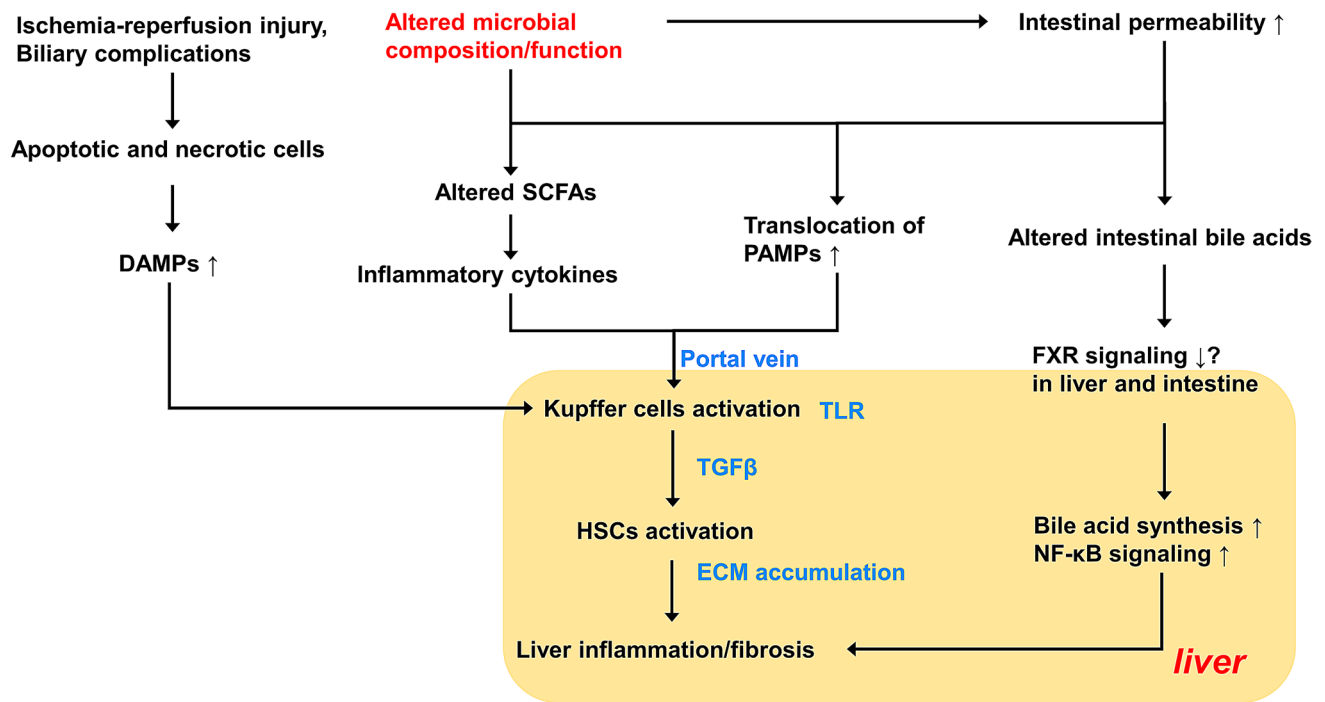 Ischemia-reperfusion injury,
Biliary complications
Altered microbial
composition/function
Intestinal permeability ↑
Apoptotic and necrotic cells
Altered SCFAs
Translocation of
PAMPs ↑
Altered intestinal bile acids
DAMPs ↑
Inflammatory cytokines
Portal vein
FXR signaling ↓?
in liver and intestine
Kupffer cells activation
TLR
TGFβ
HSCs activation
Bile acid synthesis ↑
NF-κB signaling ↑
ECM accumulation
Liver inflammation/fibrosis
liver